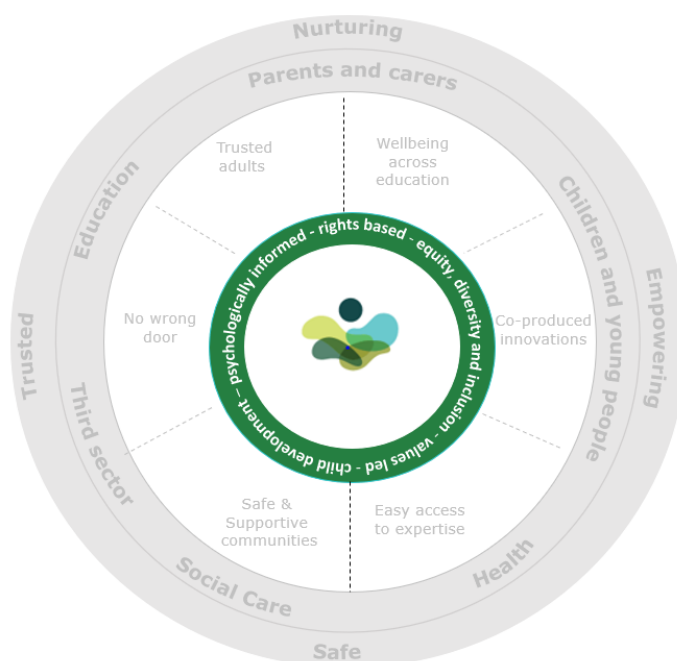 Nurturing
Parents and carers
Trusted
adults
Wellbeing
across
education
Education
Children and young people
psychologically informed - rights based - equity, diversity and inclusion - values led - child development –
No wrong
door
Co-produced
innovations
Trusted
Empowering
Third sector
Safe &
Supportive
communities
Easy access
to expertise
Social Care
Health
Safe